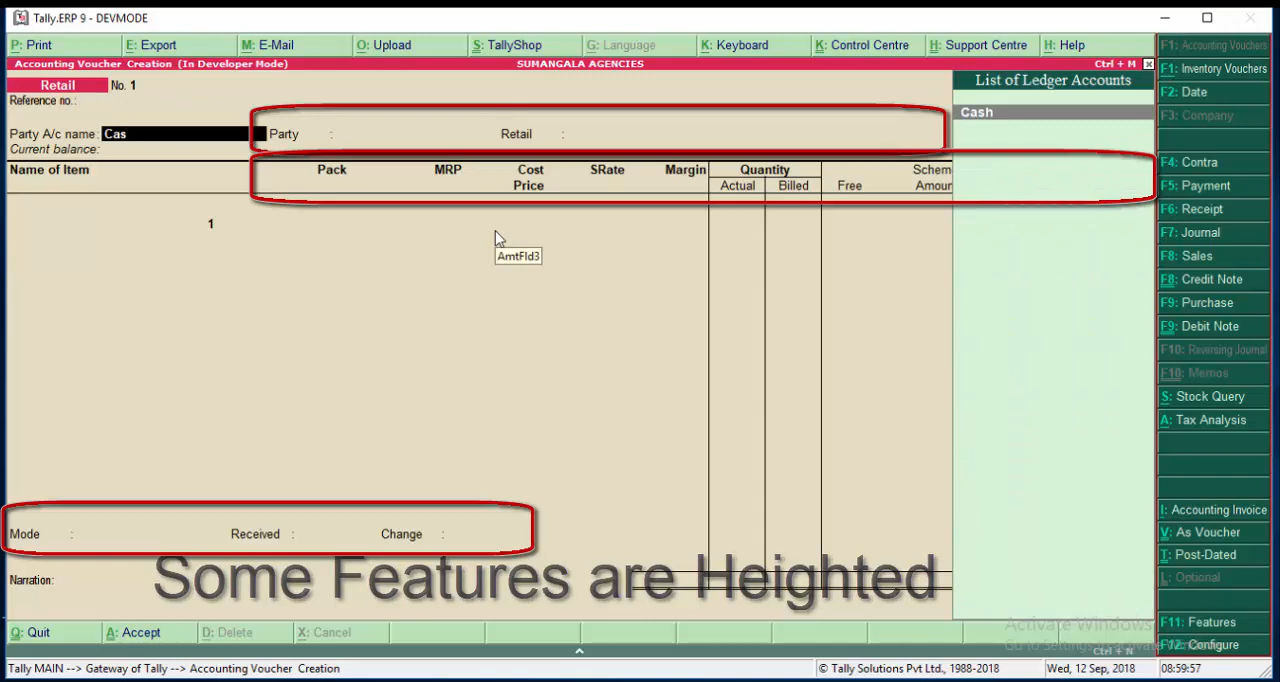 Tally.ERP 9 - DEVMODE
P: Print E: Export M: E-Mail O: Upload S: TallyShop G: Language K: Keyboard K: Control Centre H: Support Centre H: Help
F1: Accounting Vouchers
Accounting Voucher Creation (In Developer Mode) SUMANGALA AGENCIES Ctrl + M
F1: Inventory Vouchers
Retail No. 1
List of Ledger Accounts
F2: Date
Reference no.:
Cash
F3: Company
Party A/c name: Cas Party : Retail :
Current balance:
F4: Contra
Name of Item Pack MRP Cost Price SRate Margin Quantity Schem
Actual Billed Free Amour
F5: Payment
F6: Receipt
1
F7: Journal
AmtFld3
F8: Sales
F8: Credit Note
F9: Purchase
F9: Debit Note
F10: Reversing Journal
F10: Memos
S: Stock Query
A: Tax Analysis
I: Accounting Invoice
Mode : Received : Change :
V: As Voucher
T: Post-Dated
L: Optional
Narration:
Some Features are Heighted
F11: Features
Q: Quit A: Accept D: Delete X: Cancel
Activate Windows
F12: Configure
Go to Settings to activate
Ctrl + N
Tally MAIN --> Gateway of Tally --> Accounting Voucher Creation © Tally Solutions Pvt Ltd., 1988-2018 Wed, 12 Sep, 2018 08:59:57